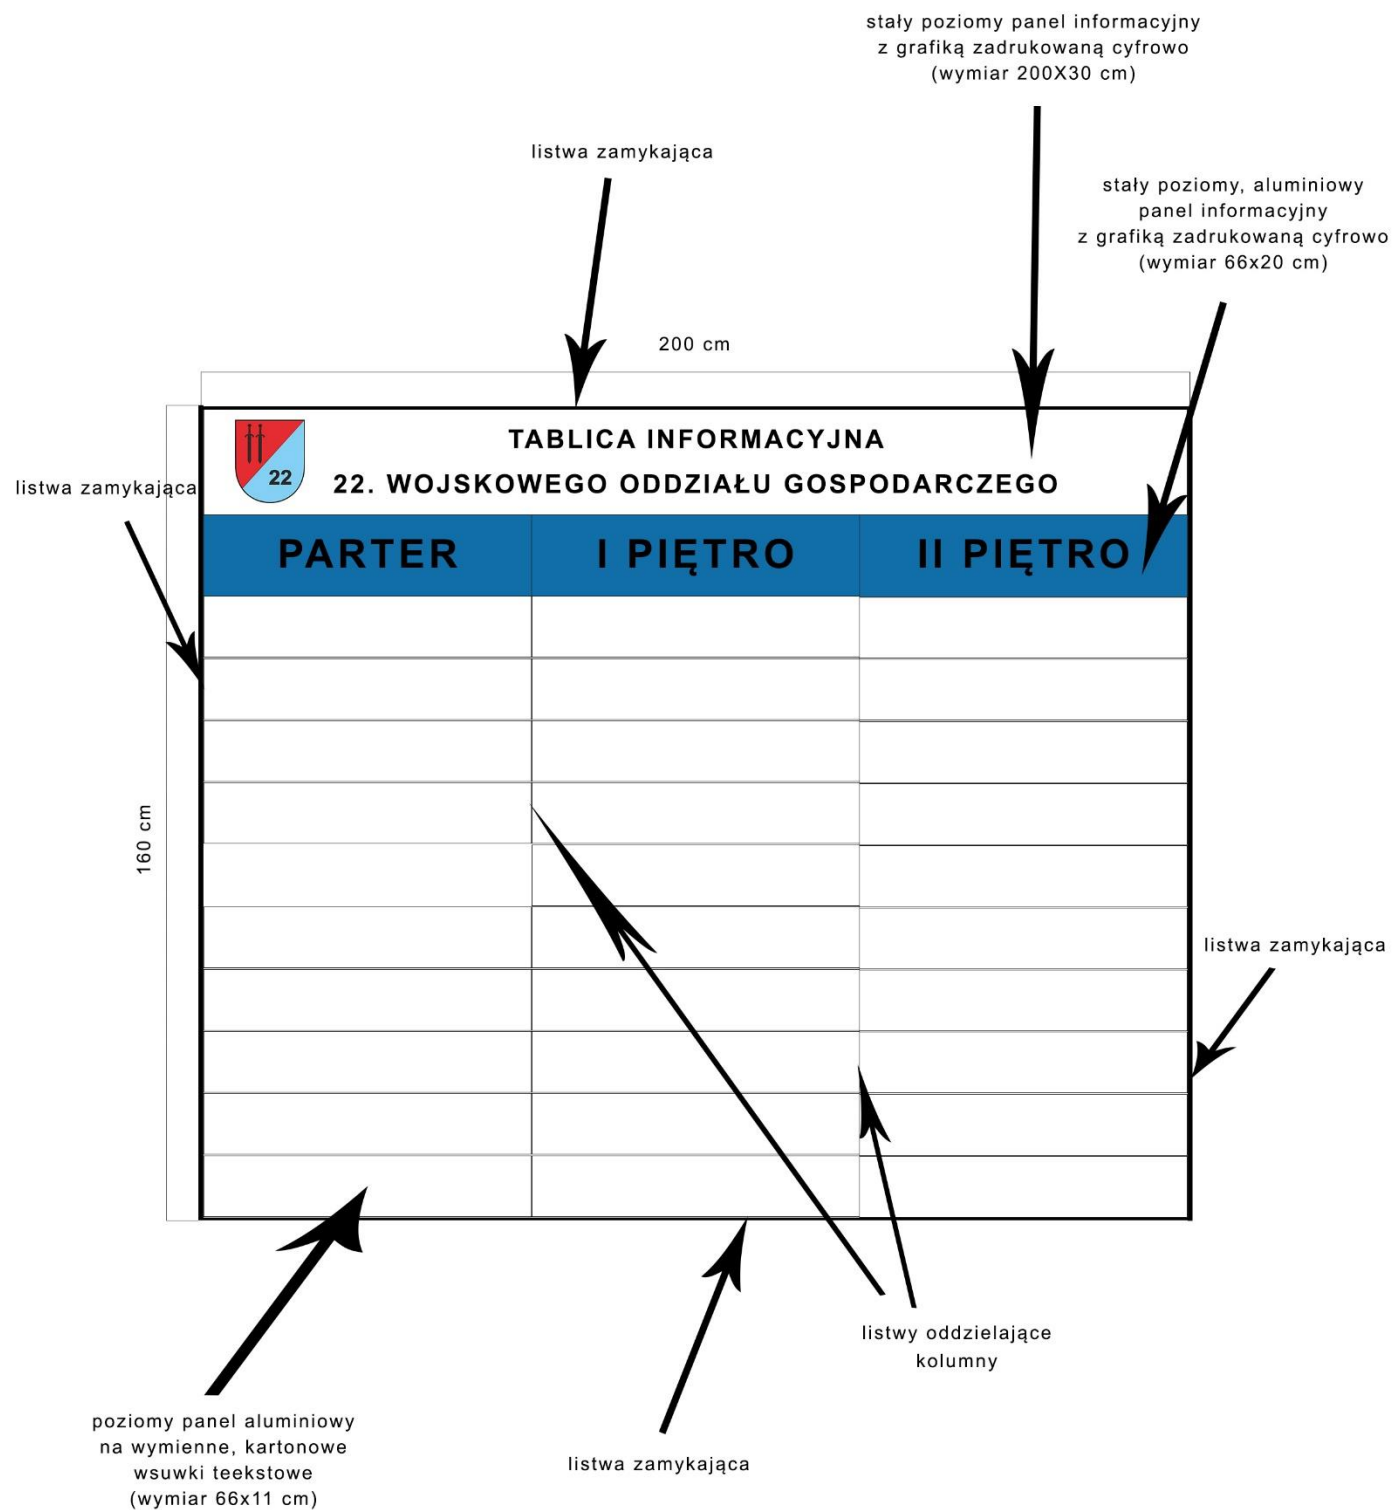 stały poziomy panel informacyjny
z grafiką zadrukowaną cyfrowo
(wymiar 200X30 cm)
listwa zamykająca
stały poziomy, aluminiowy
panel informacyjny
z grafiką zadrukowaną cyfrowo
(wymiar 66x20 cm)
200 cm
TABLICA INFORMACYJNA
22. WOJSKOWEGO ODDZIAŁU GOSPODARCZEGO
22
listwa zamykająca
PARTER
I PIĘTRO
II PIĘTRO
160 cm
listwa zamykająca
listwy oddzielające
kolumny
poziomy panel aluminiowy
na wymienne, kartonowe
wsuwki teekstowe
(wymiar 66x11 cm)
listwa zamykająca